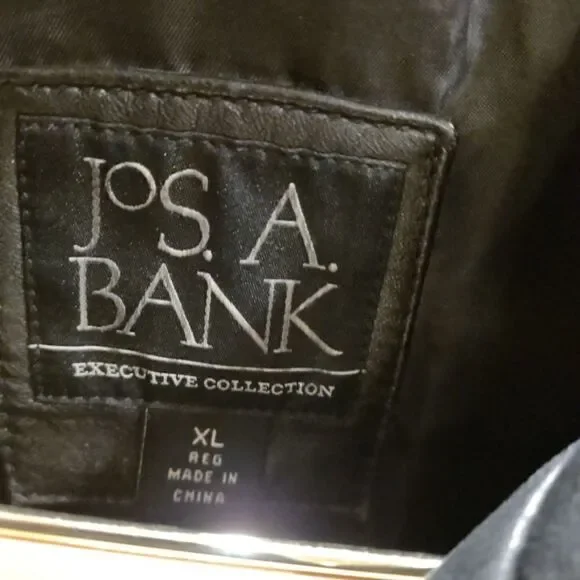 JOS. A.
BANK
EXECUTIVE COLLECTION
XL
REG
MADE IN
CHINA